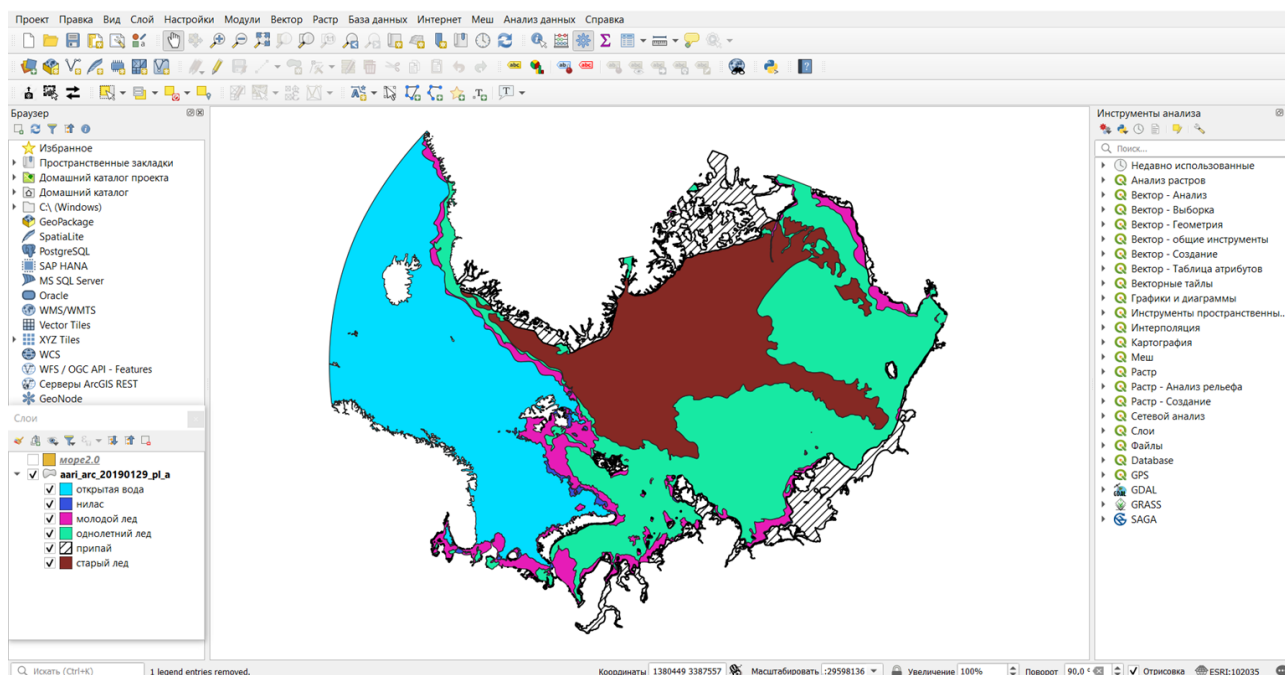 Проект Правка Вид Слой Настройки Модули Вектор Растр База данных Интернет Меш Анализ данных Справка
Браузер
Избранное
Пространственные закладки
Домашний каталог проекта
Домашний каталог
C:\ (Windows)
GeoPackage
SpatiaLite
PostgreSQL
SAP HANA
MS SQL Server
Oracle
WMS/WMTS
Vector Tiles
XYZ Tiles
WCS
WFS / OGC API - Features
Серверы ArcGIS REST
GeoNode
Слои
море2.0
aari_arc_20190129_pl_a
открытая вода
нилас
молодой лед
однолетний лед
припай
старый лед
Инструменты анализа
Поиск...
Недавно использованные
Анализ растров
Вектор - Анализ
Вектор - Выборка
Вектор - Геометрия
Вектор - общие инструменты
Вектор - Создание
Вектор - Таблица атрибутов
Векторные тайлы
Графики и диаграммы
Инструменты пространственны...
Интерполяция
Картография
Меш
Растр
Растр - Анализ рельефа
Растр - Создание
Сетевой анализ
Слои
Файлы
Database
GPS
GDAL
GRASS
SAGA
Искать (Ctrl+K) 1 legend entries removed. Координаты 1380449 3387557 Масштабировать :29598136 Увеличение 100% Поворот 90,0 ° Отрисовка ESRI:102035